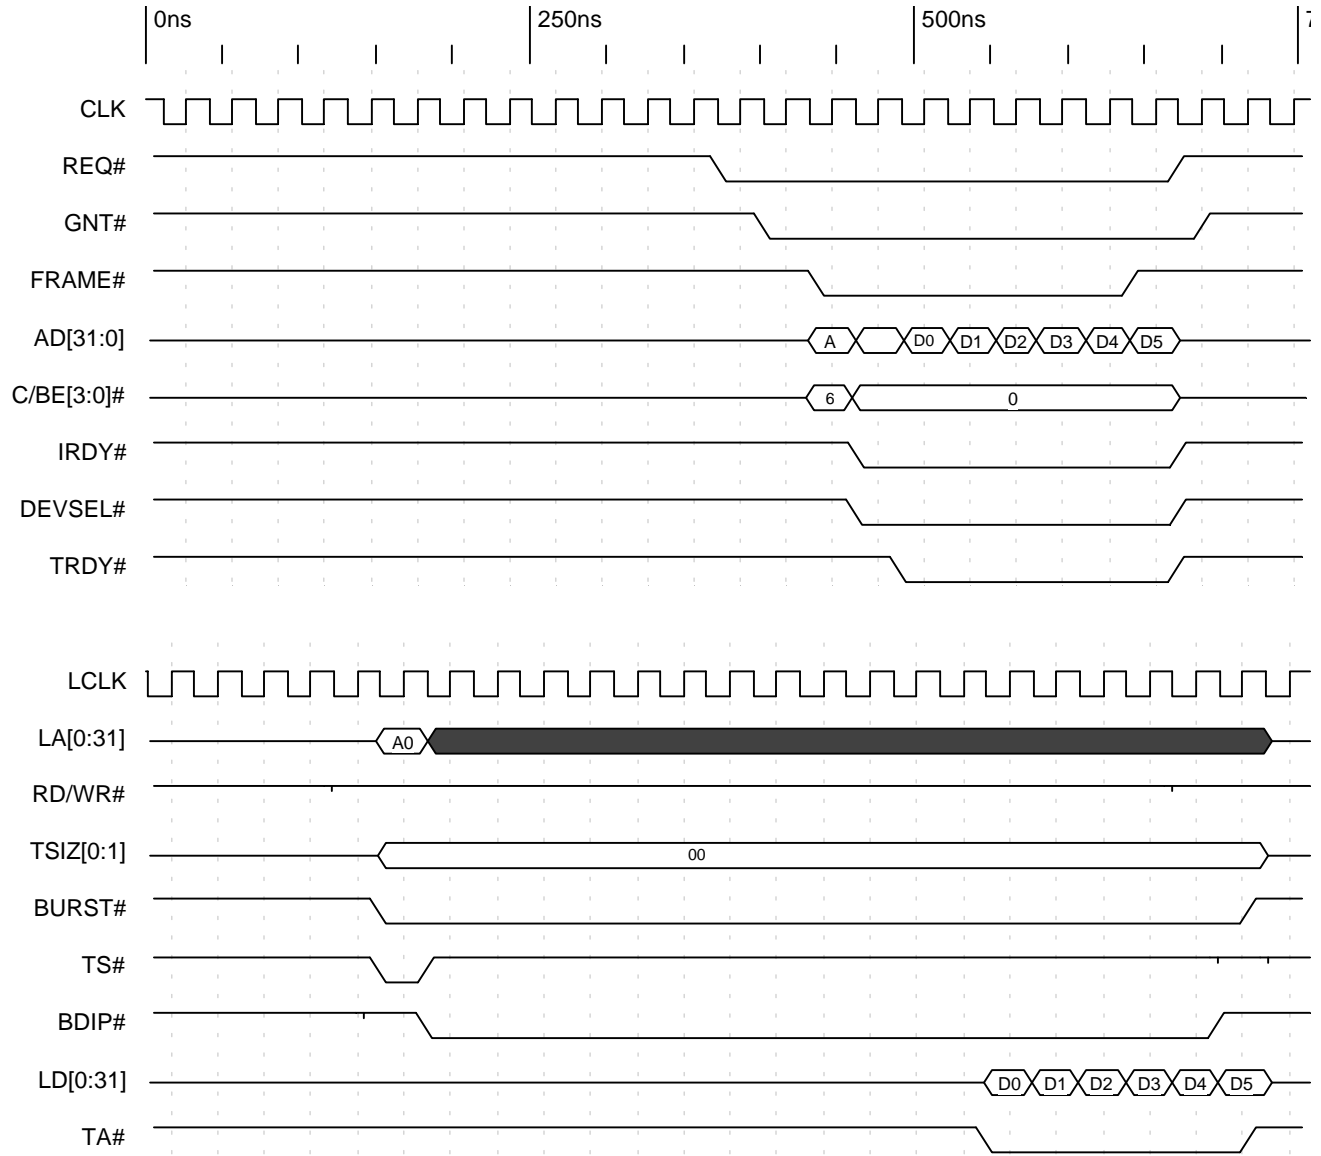 0ns 250ns 500ns
CLK
REQ#
GNT#
FRAME#
AD[31:0] A D0 D1 D2 D3 D4 D5
C/BE[3:0]# 6 0
IRDY#
DEVSEL#
TRDY#
LCLK
LA[0:31] A0
RD/WR#
TSIZ[0:1] 00
BURST#
TS#
BDIP#
LD[0:31] D0 D1 D2 D3 D4 D5
TA#